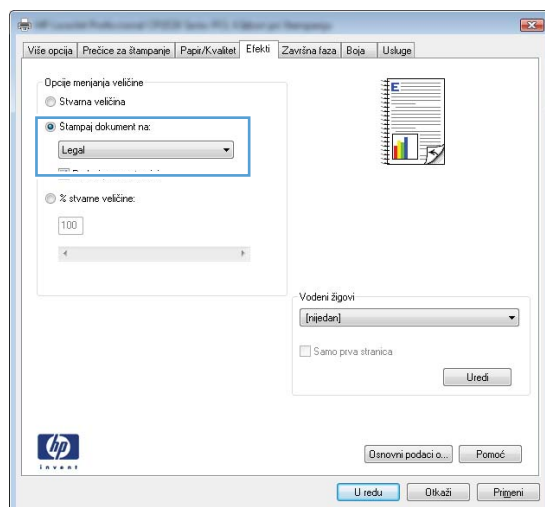 Više opcija Prečice za štampanje Papir/Kvalitet Efekti Završna faza Boja Usluge
Opcije menjanja veličine
Stvarna veličina
Štampaj dokument na:
Legal
% stvarne veličine:
100
E
Vodeni žigovi
[nijedan]
Samo prva stranica
Uredi
hp
invent
Osnovni podaci o... Pomoć
U redu Otkaži Primeni